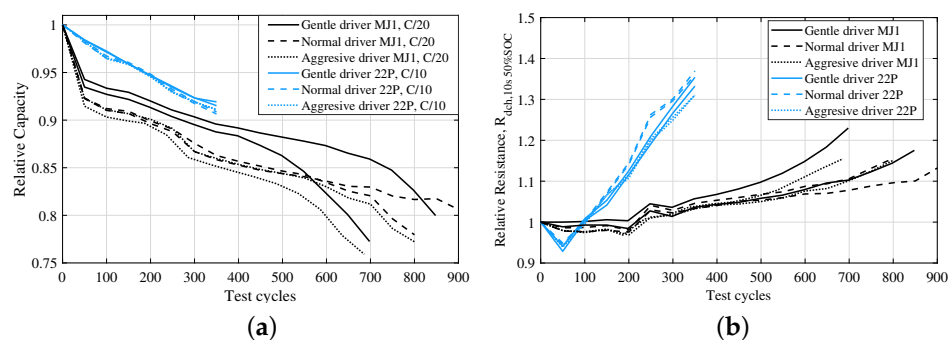 Relative Capacity
1
0.95
0.9
0.85
0.8
0.75
0 100 200 300 400 500 600 700 800 900
Test cycles
Gentle driver MJ1, C/20
Normal driver MJ1, C/20
Aggresive driver MJ1, C/20
Gentle driver 22P, C/10
Normal driver 22P, C/10
Aggresive driver 22P, C/10
(a)
Relative Resistance, R_dch,10s 50%SOC
1.5
1.4
1.3
1.2
1.1
1.0
0.9
0 100 200 300 400 500 600 700 800 900
Test cycles
Gentle driver MJ1
Normal driver MJ1
Aggresive driver MJ1
Gentle driver 22P
Normal driver 22P
Aggresive driver 22P
(b)